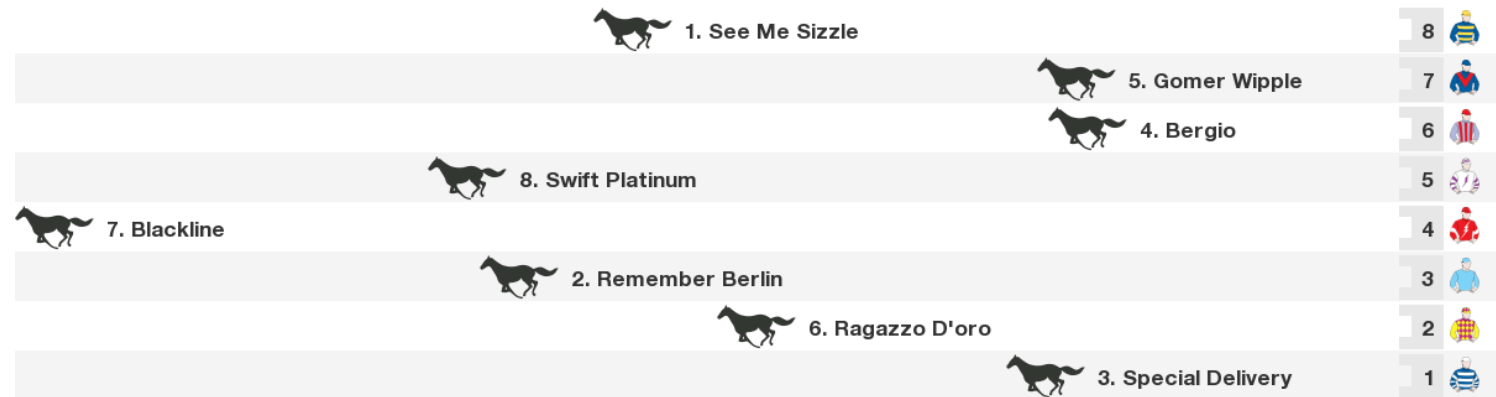 1. See Me Sizzle 8
5. Gomer Wipple 7
4. Bergio 6
8. Swift Platinum 5
7. Blackline 4
2. Remember Berlin 3
6. Ragazzo D'oro 2
3. Special Delivery 1